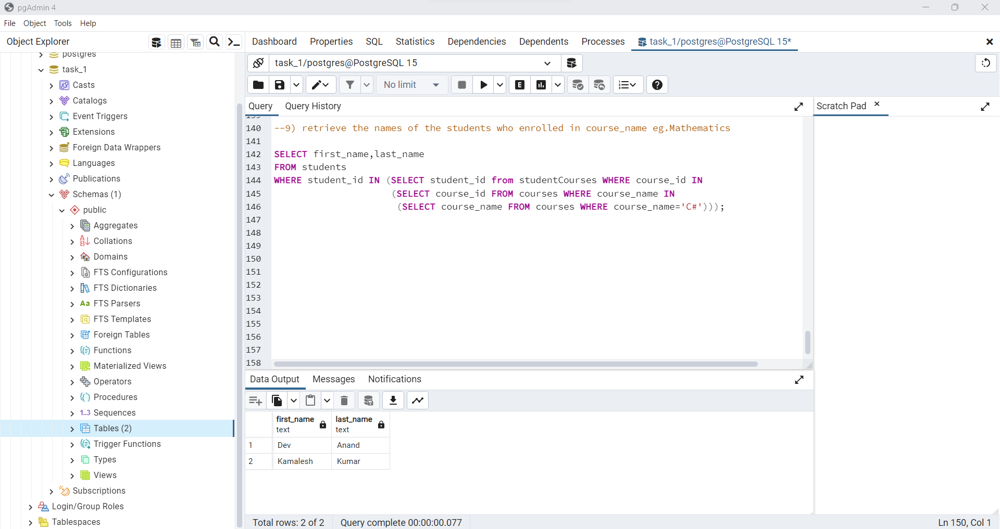 pgAdmin 4
File Object Tools Help
Object Explorer
Dashboard Properties SQL Statistics Dependencies Dependents Processes task_1/postgres@PostgreSQL 15*
postgres
task_1
Casts
Catalogs
Event Triggers
Extensions
Foreign Data Wrappers
Languages
Publications
Schemas (1)
public
Aggregates
Collations
Domains
FTS Configurations
FTS Dictionaries
Aa FTS Parsers
FTS Templates
Foreign Tables
Functions
Materialized Views
Operators
Procedures
1..3 Sequences
Tables (2)
Trigger Functions
Types
Views
Subscriptions
Login/Group Roles
Tablespaces
task_1/postgres@PostgreSQL 15
No limit
E
Query Query History
Scratch Pad
139
140 --9) retrieve the names of the students who enrolled in course_name eg.Mathematics
141
142 SELECT first_name,last_name
143 FROM students
144 WHERE student_id IN (SELECT student_id from studentCourses WHERE course_id IN
145 (SELECT course_id FROM courses WHERE course_name IN
146 (SELECT course_name FROM courses WHERE course_name='C#')));
147
148
149
150
151
152
153
154
155
156
157
158
Data Output Messages Notifications
first_name last_name
text text
1 Dev Anand
2 Kamalesh Kumar
Total rows: 2 of 2 Query complete 00:00:00.077 Ln 150, Col 1